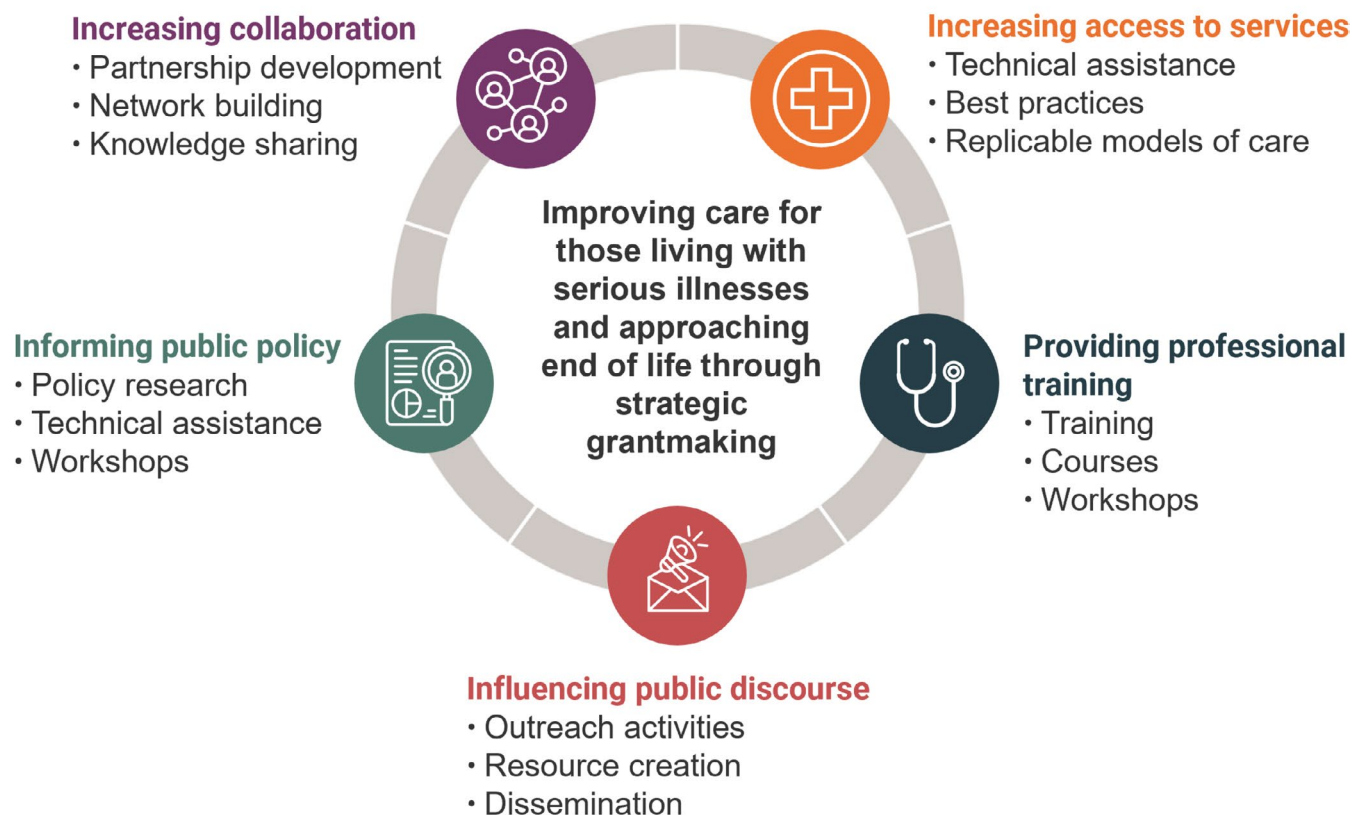 Increasing collaboration
· Partnership development
· Network building
· Knowledge sharing
Increasing access to services
· Technical assistance
· Best practices
· Replicable models of care
Improving care for
those living with
serious illnesses
and approaching
end of life through
strategic
grantmaking
Informing public policy
· Policy research
· Technical assistance
· Workshops
Providing professional
training
· Training
· Courses
· Workshops
Influencing public discourse
· Outreach activities
· Resource creation
· Dissemination